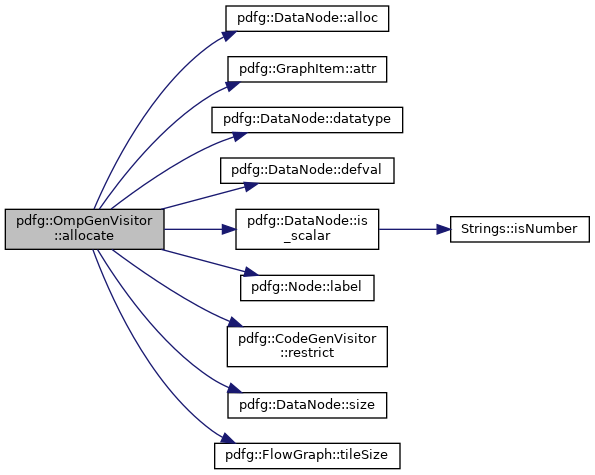 pdfg::DataNode::alloc
pdfg::GraphItem::attr
pdfg::DataNode::datatype
pdfg::DataNode::defval
pdfg::OmpGenVisitor
::allocate
pdfg::DataNode::is
_scalar
Strings::isNumber
pdfg::Node::label
pdfg::CodeGenVisitor
::restrict
pdfg::DataNode::size
pdfg::FlowGraph::tileSize